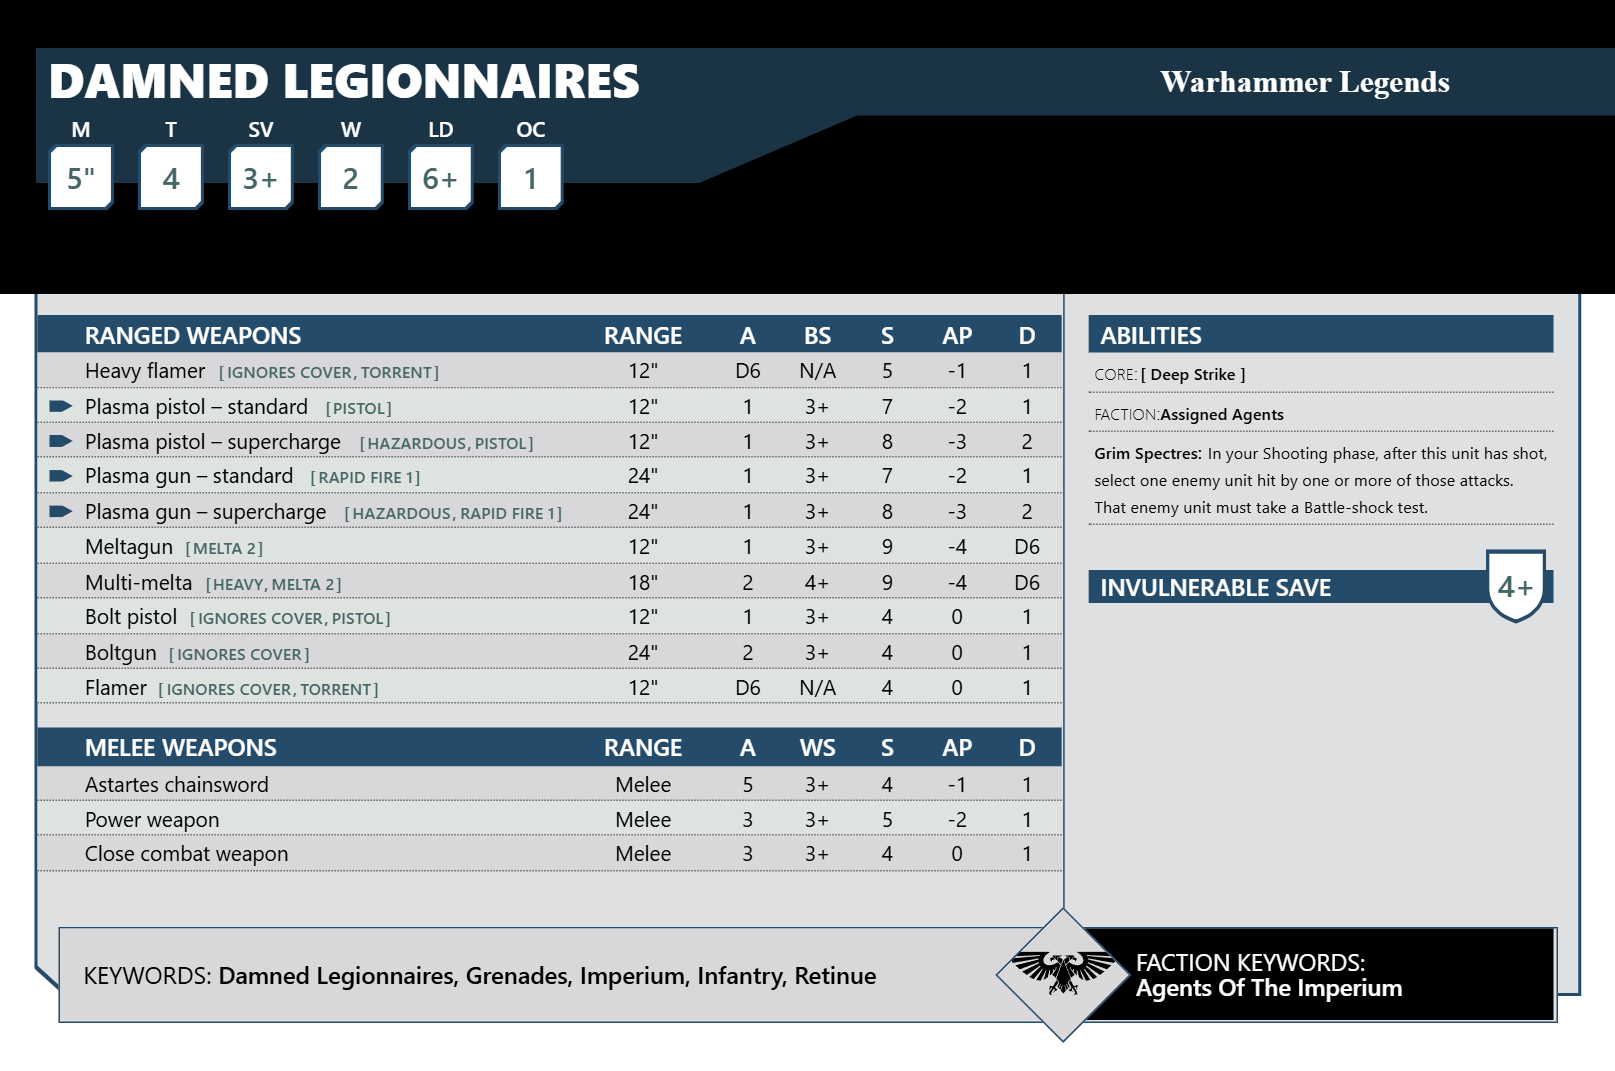 DAMNED LEGIONNAIRES
Warhammer Legends
M T SV W LD OC
5" 4 3+ 2 6+ 1
RANGED WEAPONS RANGE A BS S AP D
Heavy flamer [IGNORES COVER, TORRENT] 12" D6 N/A 5 -1 1
Plasma pistol – standard [PISTOL] 12" 1 3+ 7 -2 1
Plasma pistol – supercharge [HAZARDOUS, PISTOL] 12" 1 3+ 8 -3 2
Plasma gun – standard [RAPID FIRE 1] 24" 1 3+ 7 -2 1
Plasma gun – supercharge [HAZARDOUS, RAPID FIRE 1] 24" 1 3+ 8 -3 2
Meltagun [MELTA 2] 12" 1 3+ 9 -4 D6
Multi-melta [HEAVY, MELTA 2] 18" 2 4+ 9 -4 D6
Bolt pistol [IGNORES COVER, PISTOL] 12" 1 3+ 4 0 1
Boltgun [IGNORES COVER] 24" 2 3+ 4 0 1
Flamer [IGNORES COVER, TORRENT] 12" D6 N/A 4 0 1
MELEE WEAPONS RANGE A WS S AP D
Astartes chainsword Melee 5 3+ 4 -1 1
Power weapon Melee 3 3+ 5 -2 1
Close combat weapon Melee 3 3+ 4 0 1
ABILITIES
CORE: [ Deep Strike ]
FACTION:Assigned Agents
Grim Spectres: In your Shooting phase, after this unit has shot,
select one enemy unit hit by one or more of those attacks.
That enemy unit must take a Battle-shock test.
INVULNERABLE SAVE 4+
KEYWORDS: Damned Legionnaires, Grenades, Imperium, Infantry, Retinue
FACTION KEYWORDS:
Agents Of The Imperium